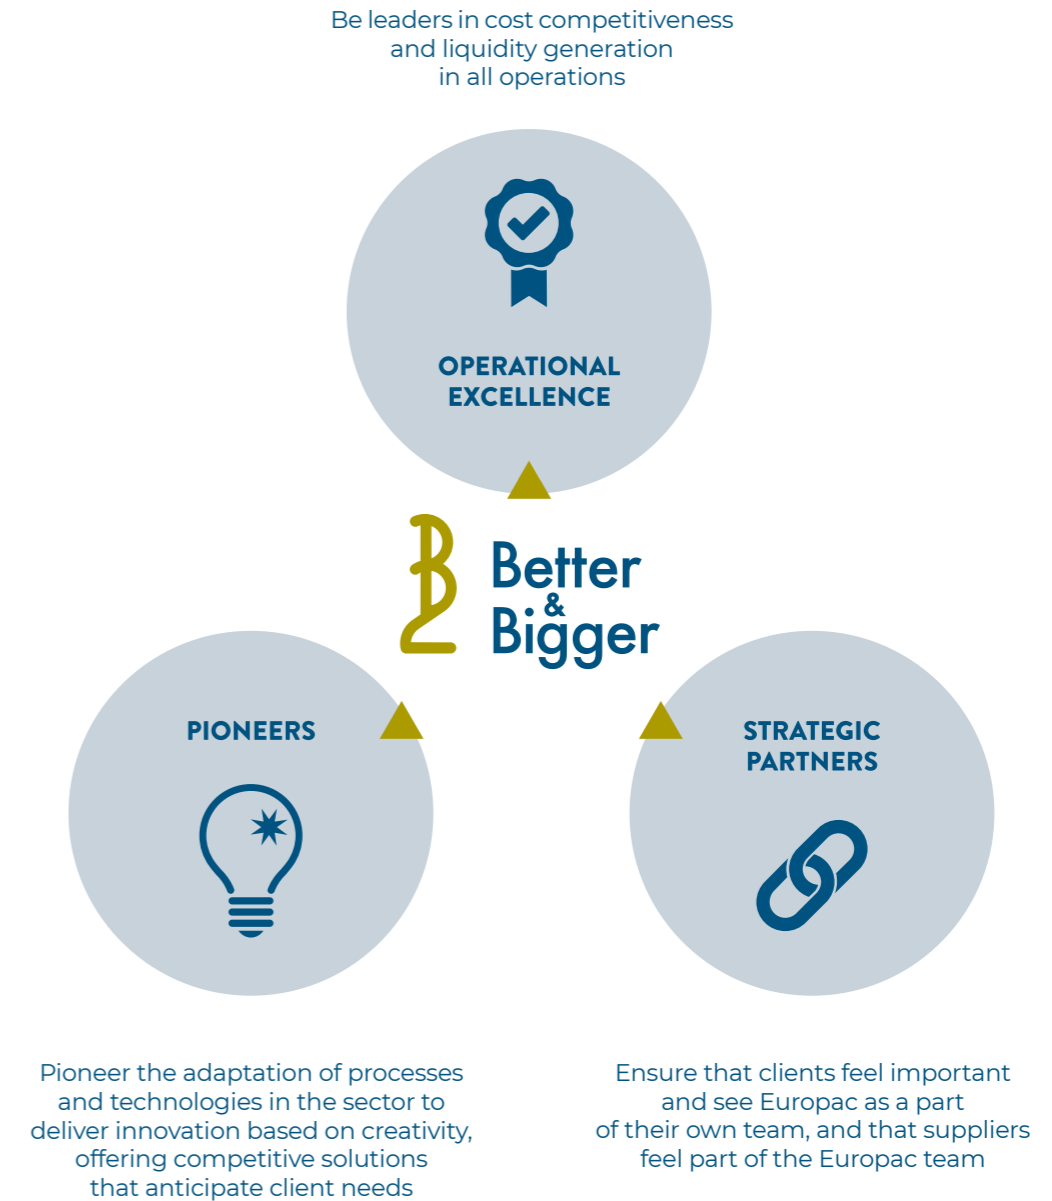 Be leaders in cost competitiveness
and liquidity generation
in all operations
OPERATIONAL
EXCELLENCE
Better
&
Bigger
PIONEERS
STRATEGIC
PARTNERS
Pioneer the adaptation of processes
and technologies in the sector to
deliver innovation based on creativity,
offering competitive solutions
that anticipate client needs
Ensure that clients feel important
and see Europac as a part
of their own team, and that suppliers
feel part of the Europac team